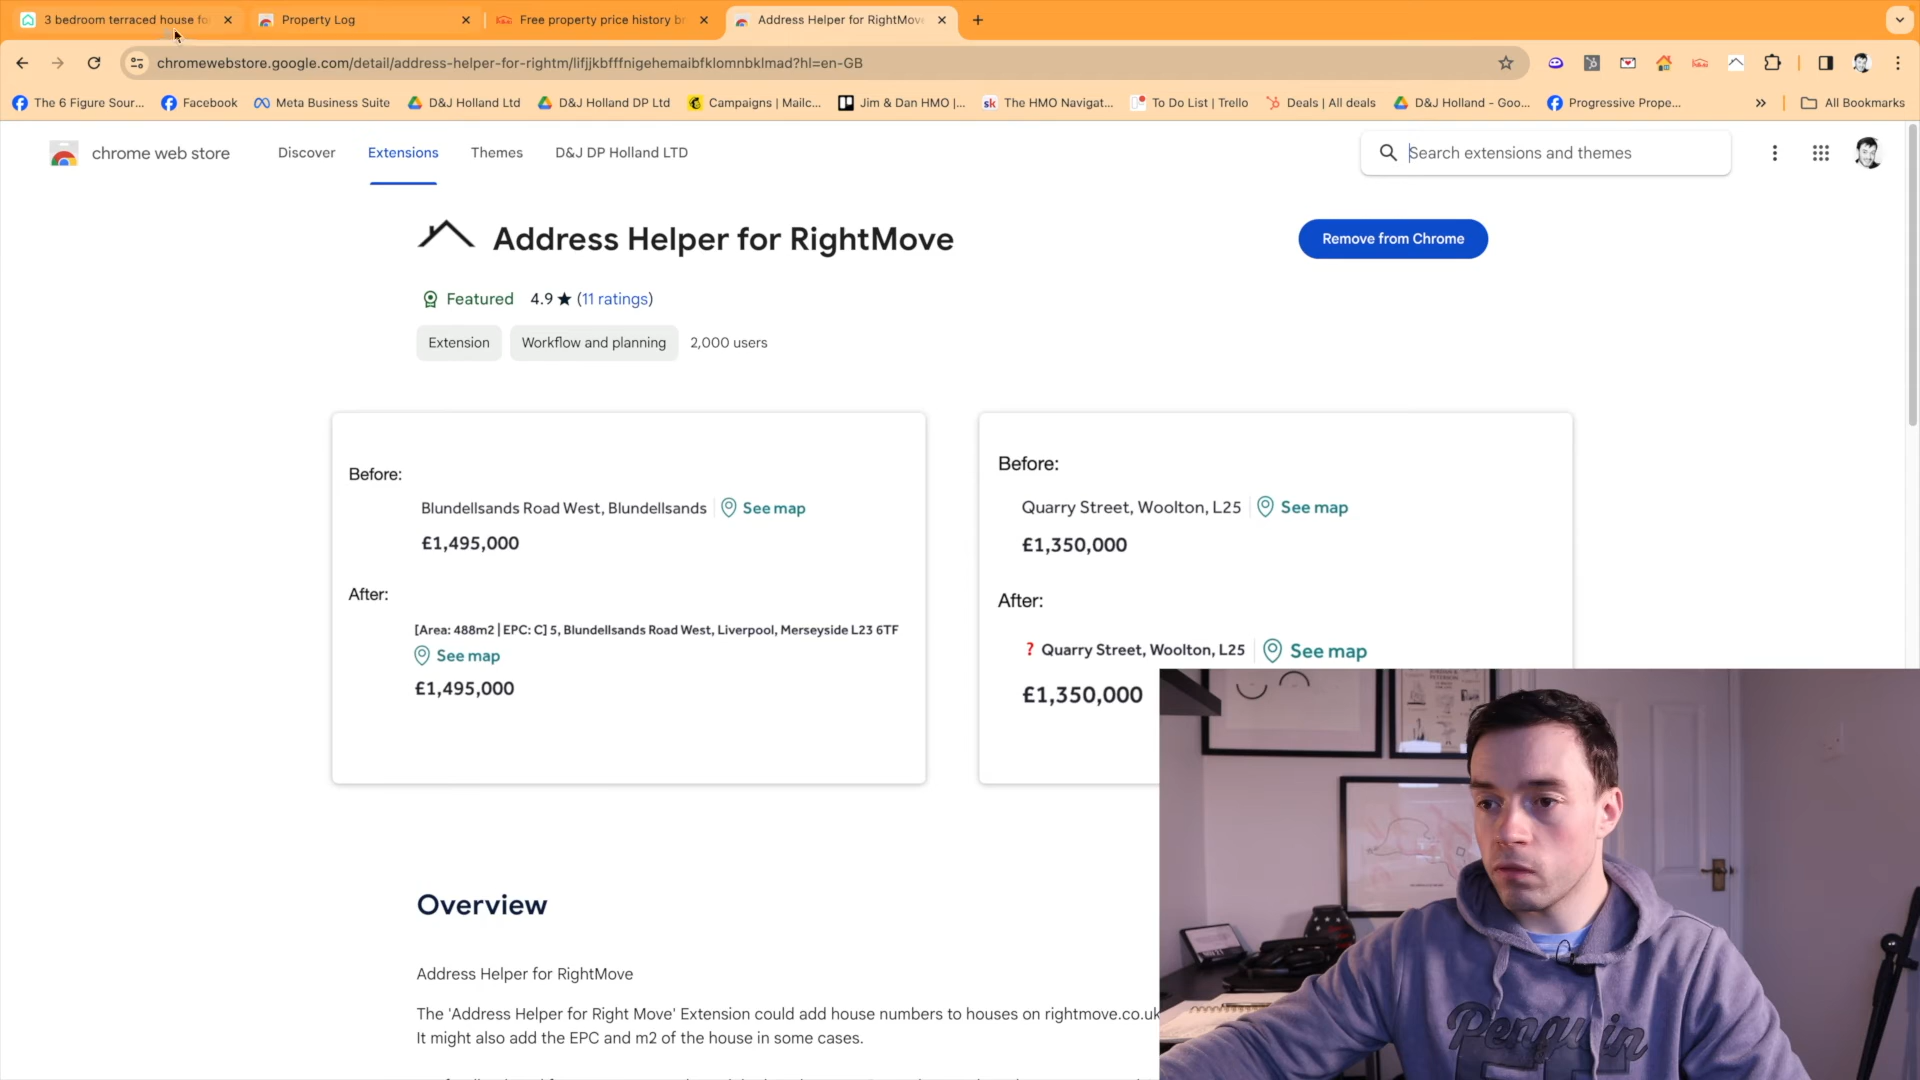 3 bedroom terraced house fo
Property Log
Free property price history br
Address Helper for RightMove
chromewebstore.google.com/detail/address-helper-for-rightm/lifjjkbfffnigehemaibfklomnbklmad?hl=en-GB
The 6 Figure Sour...
Facebook
Meta Business Suite
D&J Holland Ltd
D&J Holland DP Ltd
Campaigns | Mailc...
Jim & Dan HMO |...
sk The HMO Navigat...
To Do List | Trello
Deals | All deals
D&J Holland - Goo...
Progressive Prope...
All Bookmarks
chrome web store
Discover
Extensions
Themes
D&J DP Holland LTD
Search extensions and themes
Address Helper for RightMove
Remove from Chrome
Featured 4.9 ★ (11 ratings)
Extension
Workflow and planning
2,000 users
Before:
Blundellsands Road West, Blundellsands
See map
£1,495,000
After:
[Area: 488m2 | EPC: C] 5, Blundellsands Road West, Liverpool, Merseyside L23 6TF
See map
£1,495,000
Before:
Quarry Street, Woolton, L25
See map
£1,350,000
After:
? Quarry Street, Woolton, L25
See map
£1,350,000
Overview
Address Helper for RightMove
The 'Address Helper for Right Move' Extension could add house numbers to houses on rightmove.co.uk
It might also add the EPC and m2 of the house in some cases.
Penguin